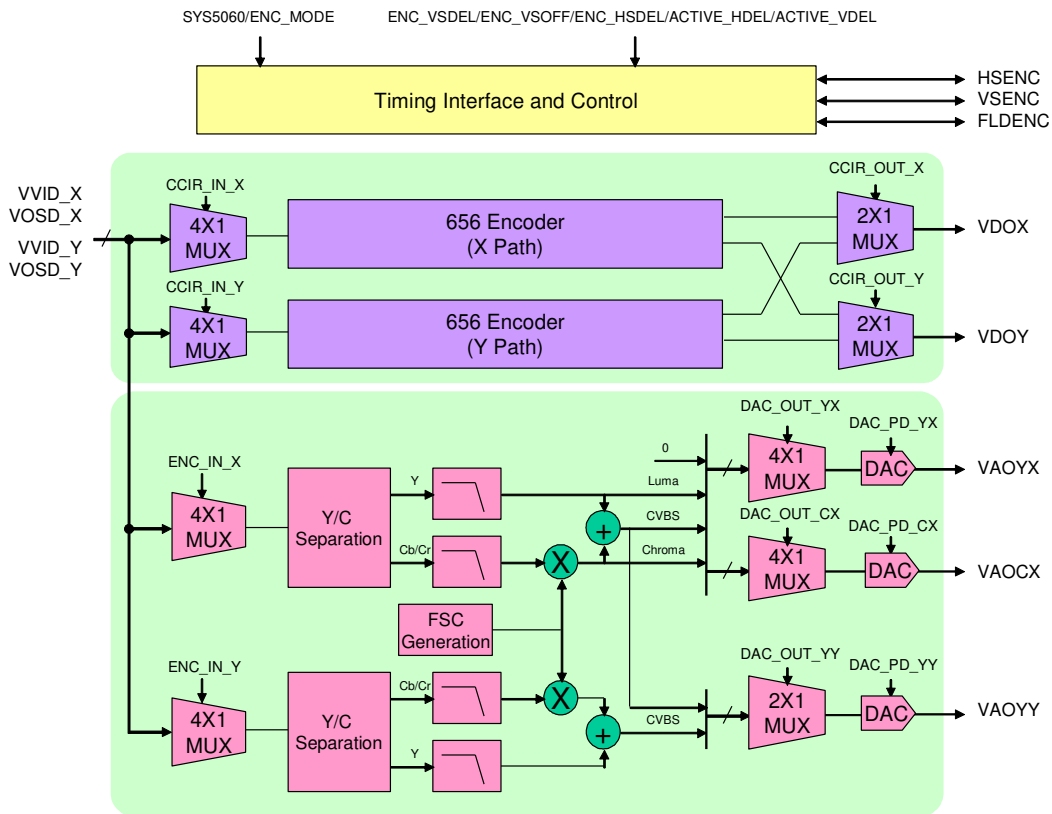 SYS5060/ENC_MODE
ENC_VSDEL/ENC_VSOFF/ENC_HSDEL/ACTIVE_HDEL/ACTIVE_VDEL
Timing Interface and Control
HSENC
VSENC
FLDENC
VVID_X
VOSD_X
VVID_Y
VOSD_Y
CCIR_IN_X
4X1
MUX
656 Encoder
(X Path)
CCIR_OUT_X
2X1
MUX
VDOX
CCIR_IN_Y
4X1
MUX
656 Encoder
(Y Path)
CCIR_OUT_Y
2X1
MUX
VDOY
ENC_IN_X
4X1
MUX
Y/C
Separation
Y
Cb/Cr
X
+
0
Luma
CVBS
Chroma
DAC_OUT_YX
4X1
MUX
DAC_PD_YX
DAC
VAOYX
DAC_OUT_CX
4X1
MUX
DAC_PD_CX
DAC
VAOCX
FSC
Generation
ENC_IN_Y
4X1
MUX
Y/C
Separation
Cb/Cr
Y
X
+
CVBS
DAC_OUT_YY
2X1
MUX
DAC_PD_YY
DAC
VAOYY